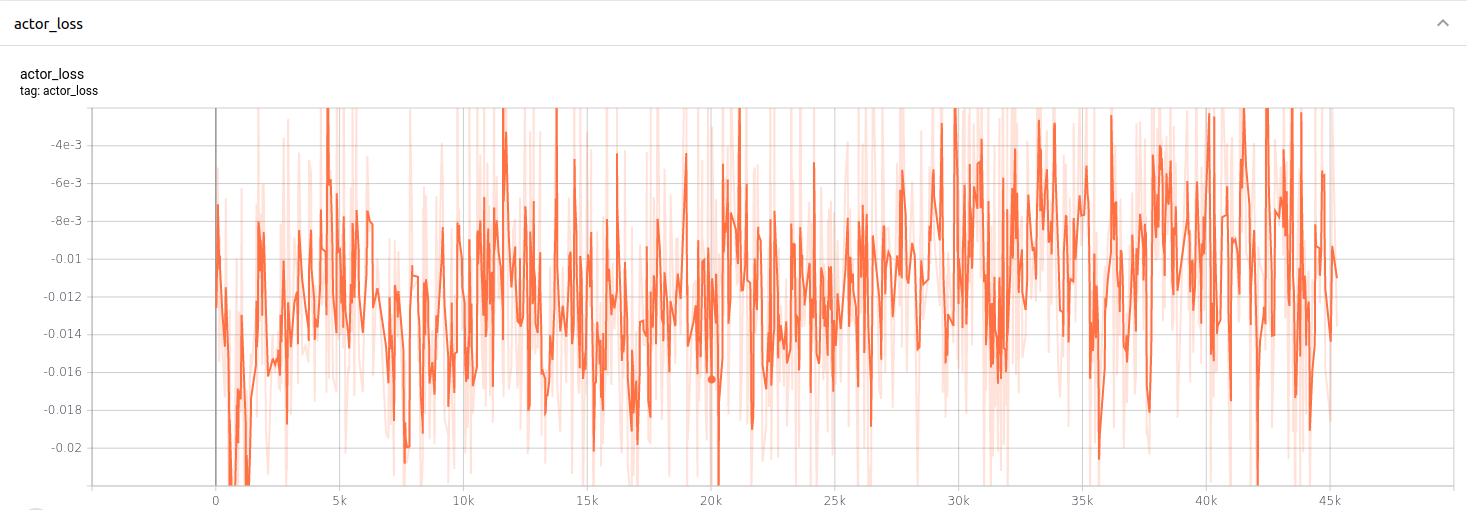 actor_loss
actor_loss
tag: actor_loss
-4e-3
-6e-3
-8e-3
-0.01
-0.012
-0.014
-0.016
-0.018
-0.02
0 5k 10k 15k 20k 25k 30k 35k 40k 45k